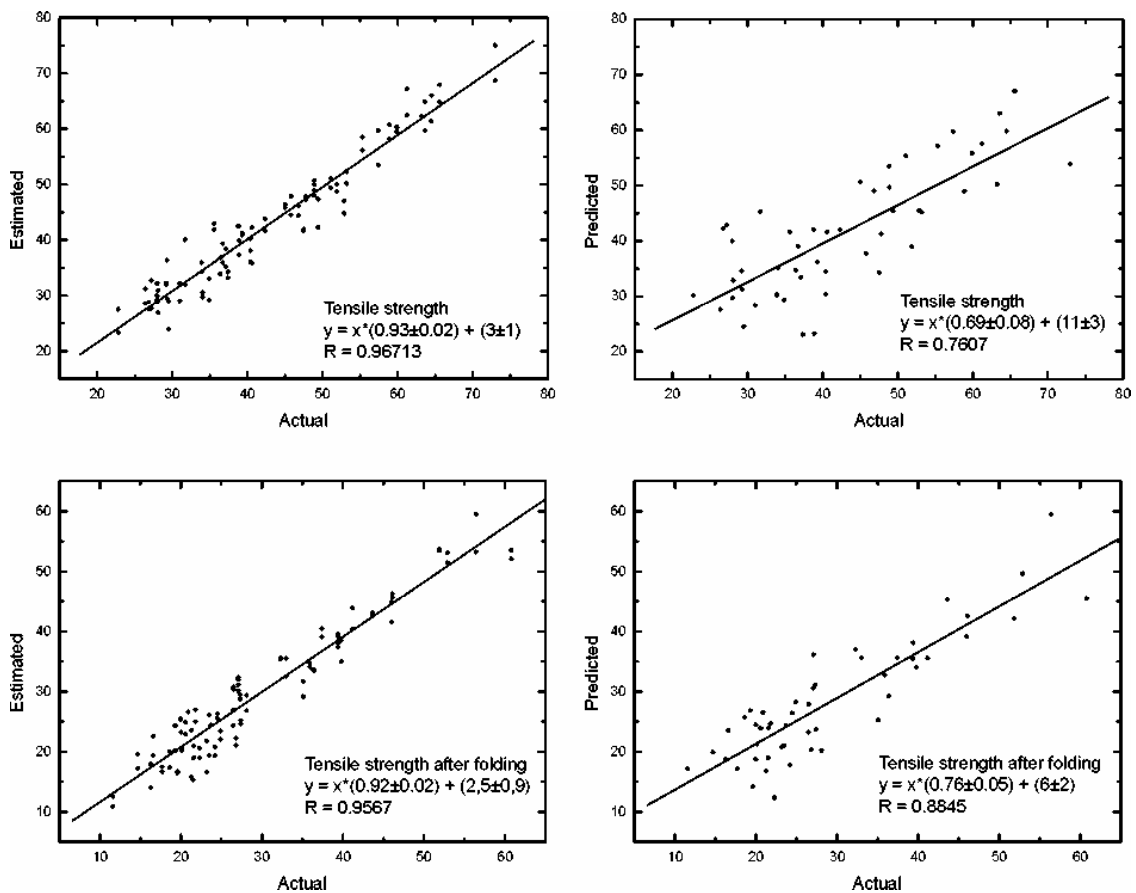 80
70
60
50
40
30
20
Estimated
Tensile strength
y = x*(0.93±0.02) + (3±1)
R = 0.96713
20 30 40 50 60 70 80
Actual
80
70
60
50
40
30
20
Predicted
Tensile strength
y = x*(0.69±0.08) + (11±3)
R = 0.7607
20 30 40 50 60 70 80
Actual
60
50
40
30
20
10
Estimated
Tensile strength after folding
y = x*(0.92±0.02) + (2,5±0,9)
R = 0.9567
10 20 30 40 50 60
Actual
60
50
40
30
20
10
Predicted
Tensile strength after folding
y = x*(0.76±0.05) + (6±2)
R = 0.8845
10 20 30 40 50 60
Actual